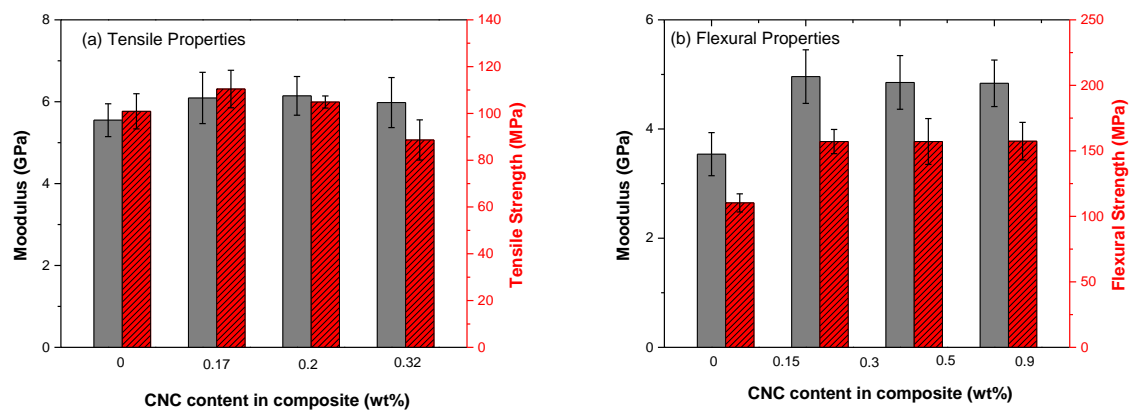 (a) Tensile Properties
Moodulus (GPa)
8
6
4
2
0
140
120
100
80
60
40
20
0
Tensile Strength (MPa)
0 0.17 0.2 0.32
CNC content in composite (wt%)
(b) Flexural Properties
Moodulus (GPa)
6
4
2
0
250
200
150
100
50
0
Flexural Strength (MPa)
0 0.15 0.3 0.5 0.9
CNC content in composite (wt%)